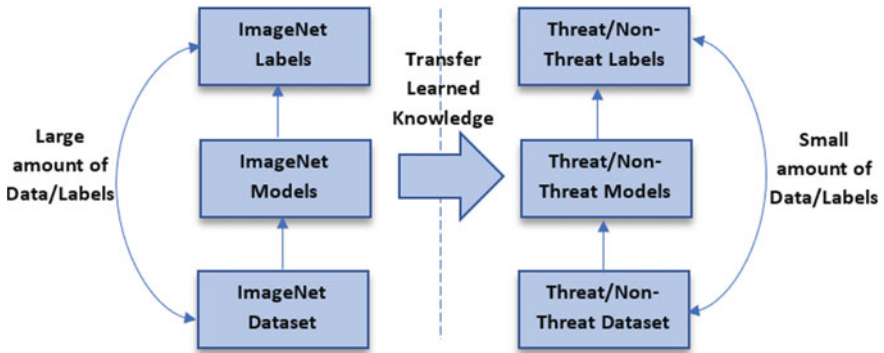 ImageNet
Labels
Large
amount of
Data/Labels
ImageNet
Models
ImageNet
Dataset
Transfer
Learned
Knowledge
Threat/Non-
Threat Labels
Threat/Non-
Threat Models
Threat/Non-
Threat Dataset
Small
amount of
Data/Labels